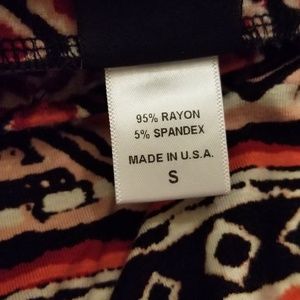 95% RAYON
5% SPANDEX
MADE IN U.S.A.
S